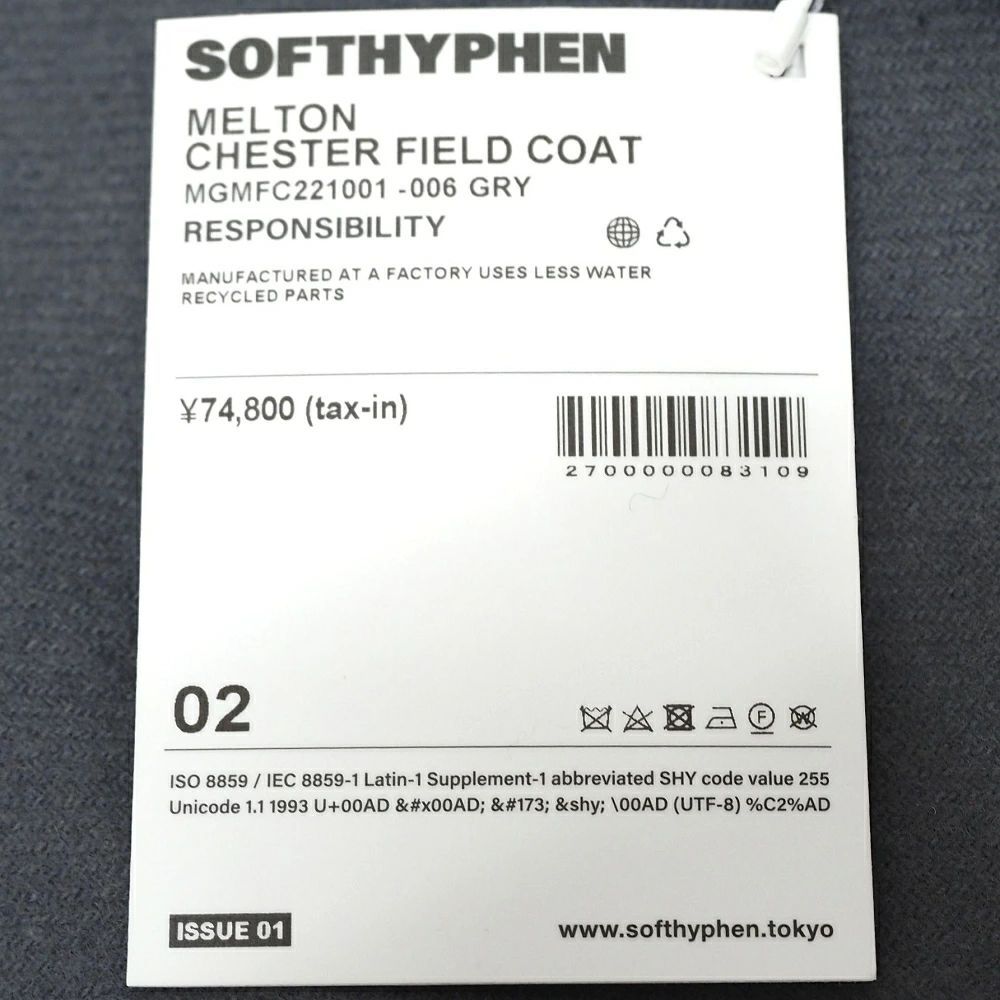 SOFTHYPHEN
MELTON
CHESTER FIELD COAT
MGMFC221001 -006 GRY
RESPONSIBILITY
MANUFACTURED AT A FACTORY USES LESS WATER
RECYCLED PARTS
¥74,800 (tax-in)
2700000083109
02
F W
ISO 8859 / IEC 8859-1 Latin-1 Supplement-1 abbreviated SHY code value 255
Unicode 1.1 1993 U+00AD &#x00AD; &#173; &shy; \00AD (UTF-8) %C2%AD
ISSUE 01
www.softhyphen.tokyo